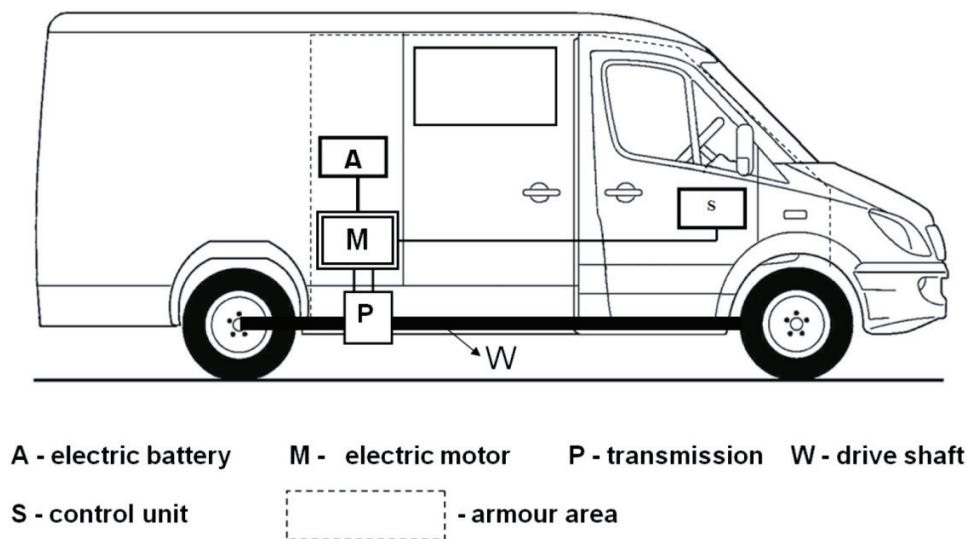 A
M
S
P
W
A - electric battery M - electric motor P - transmission W - drive shaft
S - control unit - armour area